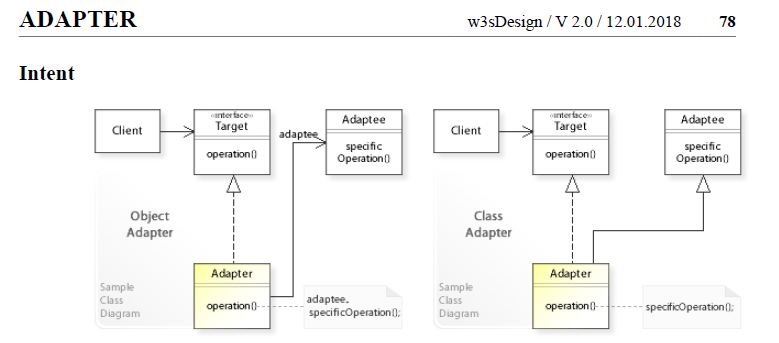 ADAPTER
w3sDesign / V 2.0 / 12.01.2018 78
Intent
Client
«interface»
Target
operation()
adaptee
Adaptee
specific
Operation()
Object
Adapter
Adapter
operation()
Sample
Class
Diagram
adaptee.
specificOperation();
Client
«interface»
Target
operation()
Adaptee
specific
Operation()
Class
Adapter
Adapter
operation()
Sample
Class
Diagram
specificOperation();